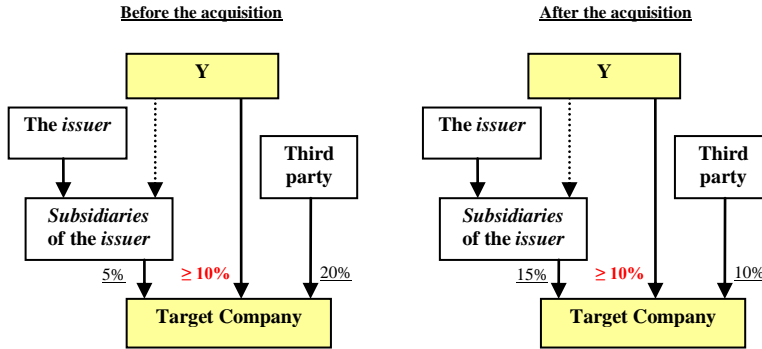 Before the acquisition
Y
The issuer
Third
party
Subsidiaries
of the issuer
5%
≥ 10%
20%
Target Company
After the acquisition
Y
The issuer
Third
party
Subsidiaries
of the issuer
15%
≥ 10%
10%
Target Company